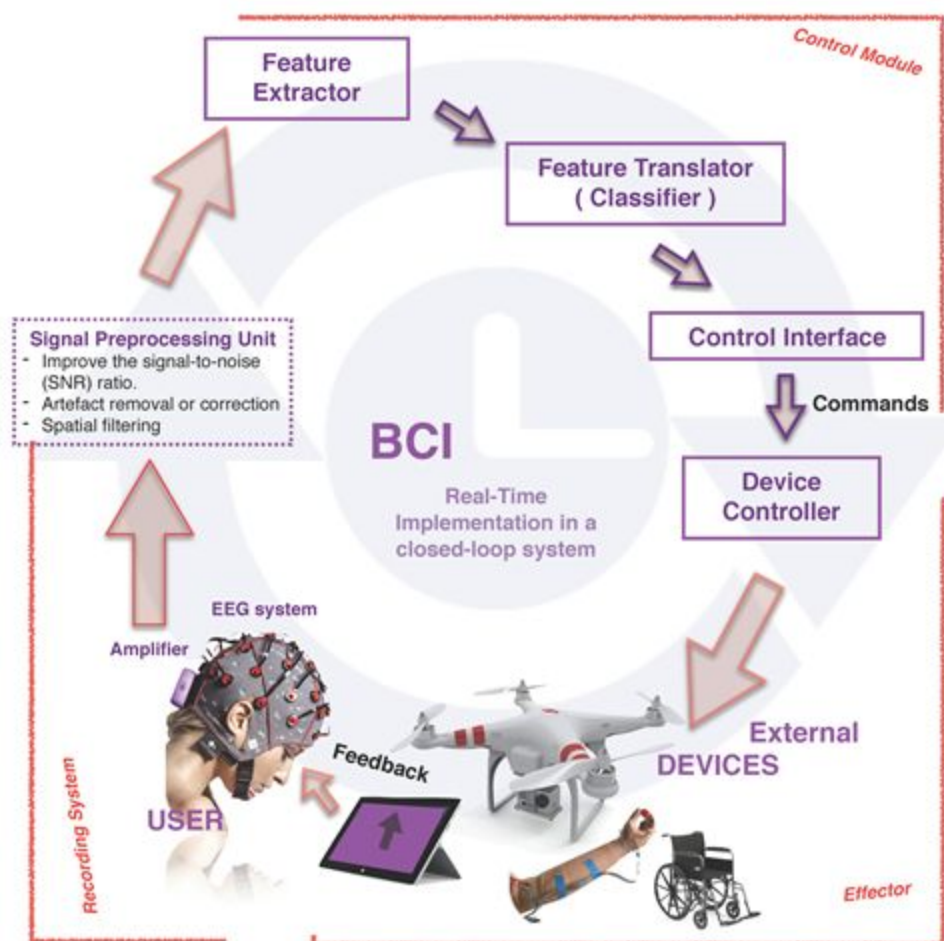 Control Module
Feature
Extractor
Feature Translator
( Classifier )
Signal Preprocessing Unit
- Improve the signal-to-noise
(SNR) ratio.
- Artefact removal or correction
- Spatial filtering
Control Interface
Commands
BCI
Real-Time
Implementation in a
closed-loop system
Device
Controller
EEG system
Amplifier
Feedback
External
DEVICES
USER
Recording System
Effector